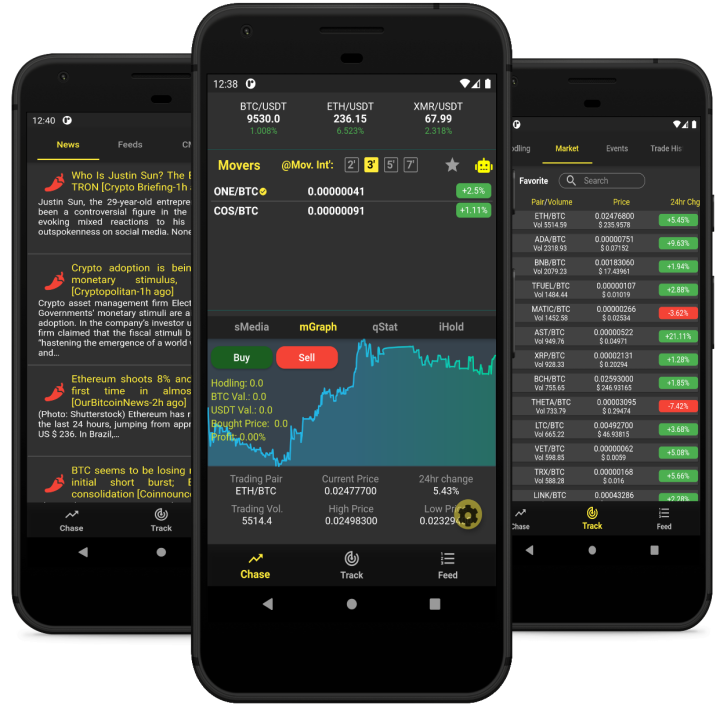 12:40
News Feeds
Who Is Justin Sun? The
TRON [Crypto Briefing-1h
Justin Sun, the 29-year-old
been a controversial figure in the
evoking mixed reactions to his
outspokenness on social media. None
Crypto adoption is
monetary stimulus,
[Cryptopolitan-1h ago]
Crypto asset management firm
Governments' monetary stimuli are a
adoption. In the company's investor
firm claimed that the fiscal stimuli
"hastening the emergence of a world
and...
Ethereum shoots 8% and
first time in
[OurBitcoinNews-2h ago]
(Photo: Shutterstock) Ethereum has
the last 24 hours, jumping from
US $ 236. In Brazil,...
BTC seems to be losing
initial short burst;
consolidation
Chase Track
12:38
BTC/USDT ETH/USDT XMR/USDT
9530.0 236.15 67.99
1.008% 6.523% 2.318%
Movers @Mov. Int': 2' 3' 5' 7'
ONE/BTC 0.00000041 +2.5%
COS/BTC 0.00000091 +1.11%
sMedia mGraph qStat iHold
Buy Sell
Hodling: 0.0
BTC Val.: 0.0
USDT Val.: 0.0
Bought Price: 0.0
Profit: 0.00%
Trading Pair Current Price 24hr change
ETH/BTC 0.02477700 5.43%
Trading Vol. High Price Low
5514.4 0.02498300 0.02329
Chase Track Feed
Market Events Trade
Favorite Search
Pair/Volume Price 24hr Chg
ETH/BTC 0.02476800 +5.45%
Vol 5514.59 $ 235.9578
ADA/BTC 0.00000751 +9.63%
Vol 2318.93 $ 0.07152
BNB/BTC 0.00183060 +1.94%
Vol 2079.23 $ 17.43961
TFUEL/BTC 0.00000107 +2.88%
Vol 1484.44 $ 0.01019
MATIC/BTC 0.00000266 -3.62%
Vol 1452.58 $ 0.02534
AST/BTC 0.00000522 +21.11%
Vol 949.76 $ 0.04971
XRP/BTC 0.00002131 +1.28%
Vol 928.33 $ 0.20294
BCH/BTC 0.02593000 +1.85%
Vol 755.65 $ 246.93165
THETA/BTC 0.00003095 -7.42%
Vol 733.79 $ 0.29474
LTC/BTC 0.00492700 +3.68%
Vol 665.22 $ 46.93815
VET/BTC 0.00000062 +5.08%
Vol 598.85 $ 0.0059
TRX/BTC 0.00000168 +5.66%
Vol 588.28 $ 0.016
LINK/BTC 0.00043286 +2.28%
Chase Track Feed